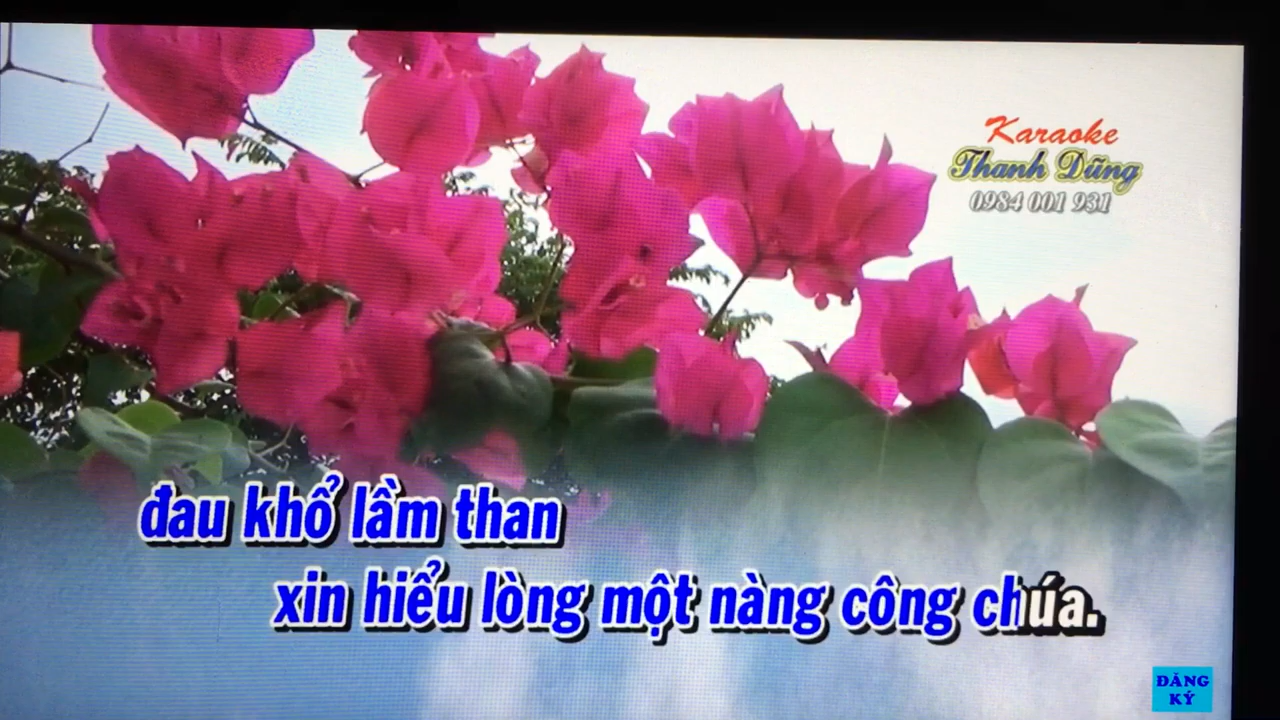 Karaoke
Thanh Dũng
0984 001 931
đau khổ lầm than
xin hiểu lòng một nàng công chúa.
ĐĂNG
KÝ